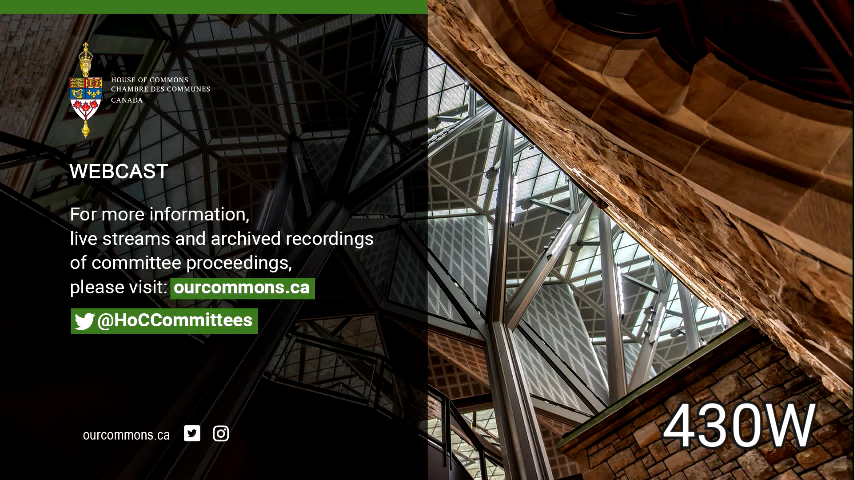 HOUSE OF COMMONS
CHAMBRE DES COMMUNES
CANADA
WEBCAST
For more information,
live streams and archived recordings
of committee proceedings,
please visit: ourcommons.ca
@HoCCommittees
ourcommons.ca
430W